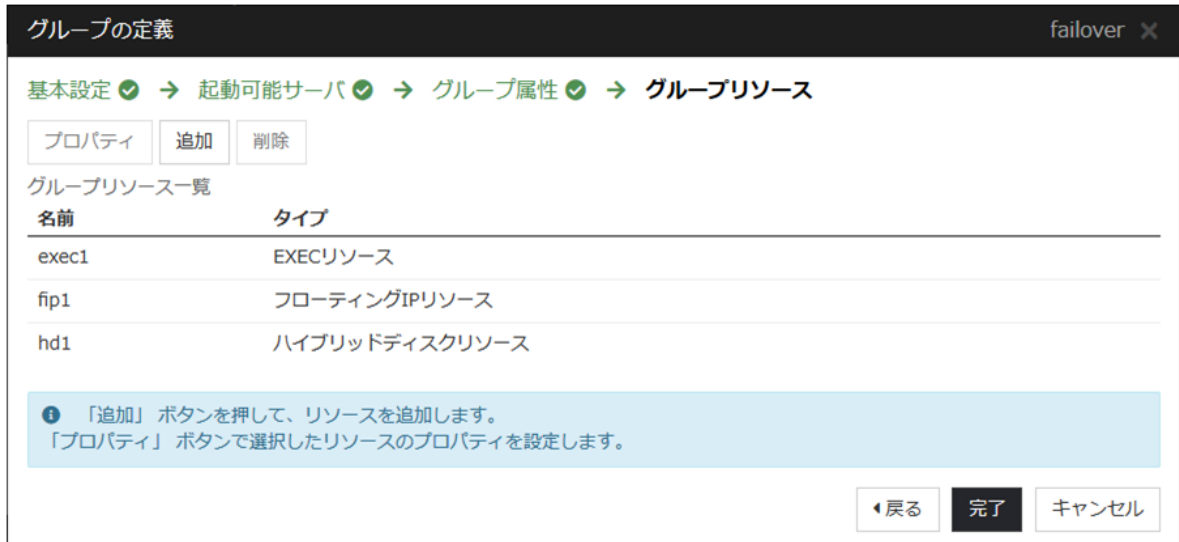 グループの定義 failover ×
基本設定 → 起動可能サーバ → グループ属性 → グループリソース
プロパティ 追加 削除
グループリソース一覧
名前 タイプ
exec1 EXECリソース
fip1 フローティングIPリソース
hd1 ハイブリッドディスクリソース
「追加」 ボタンを押して、リソースを追加します。
「プロパティ」 ボタンで選択したリソースのプロパティを設定します。
戻る 完了 キャンセル